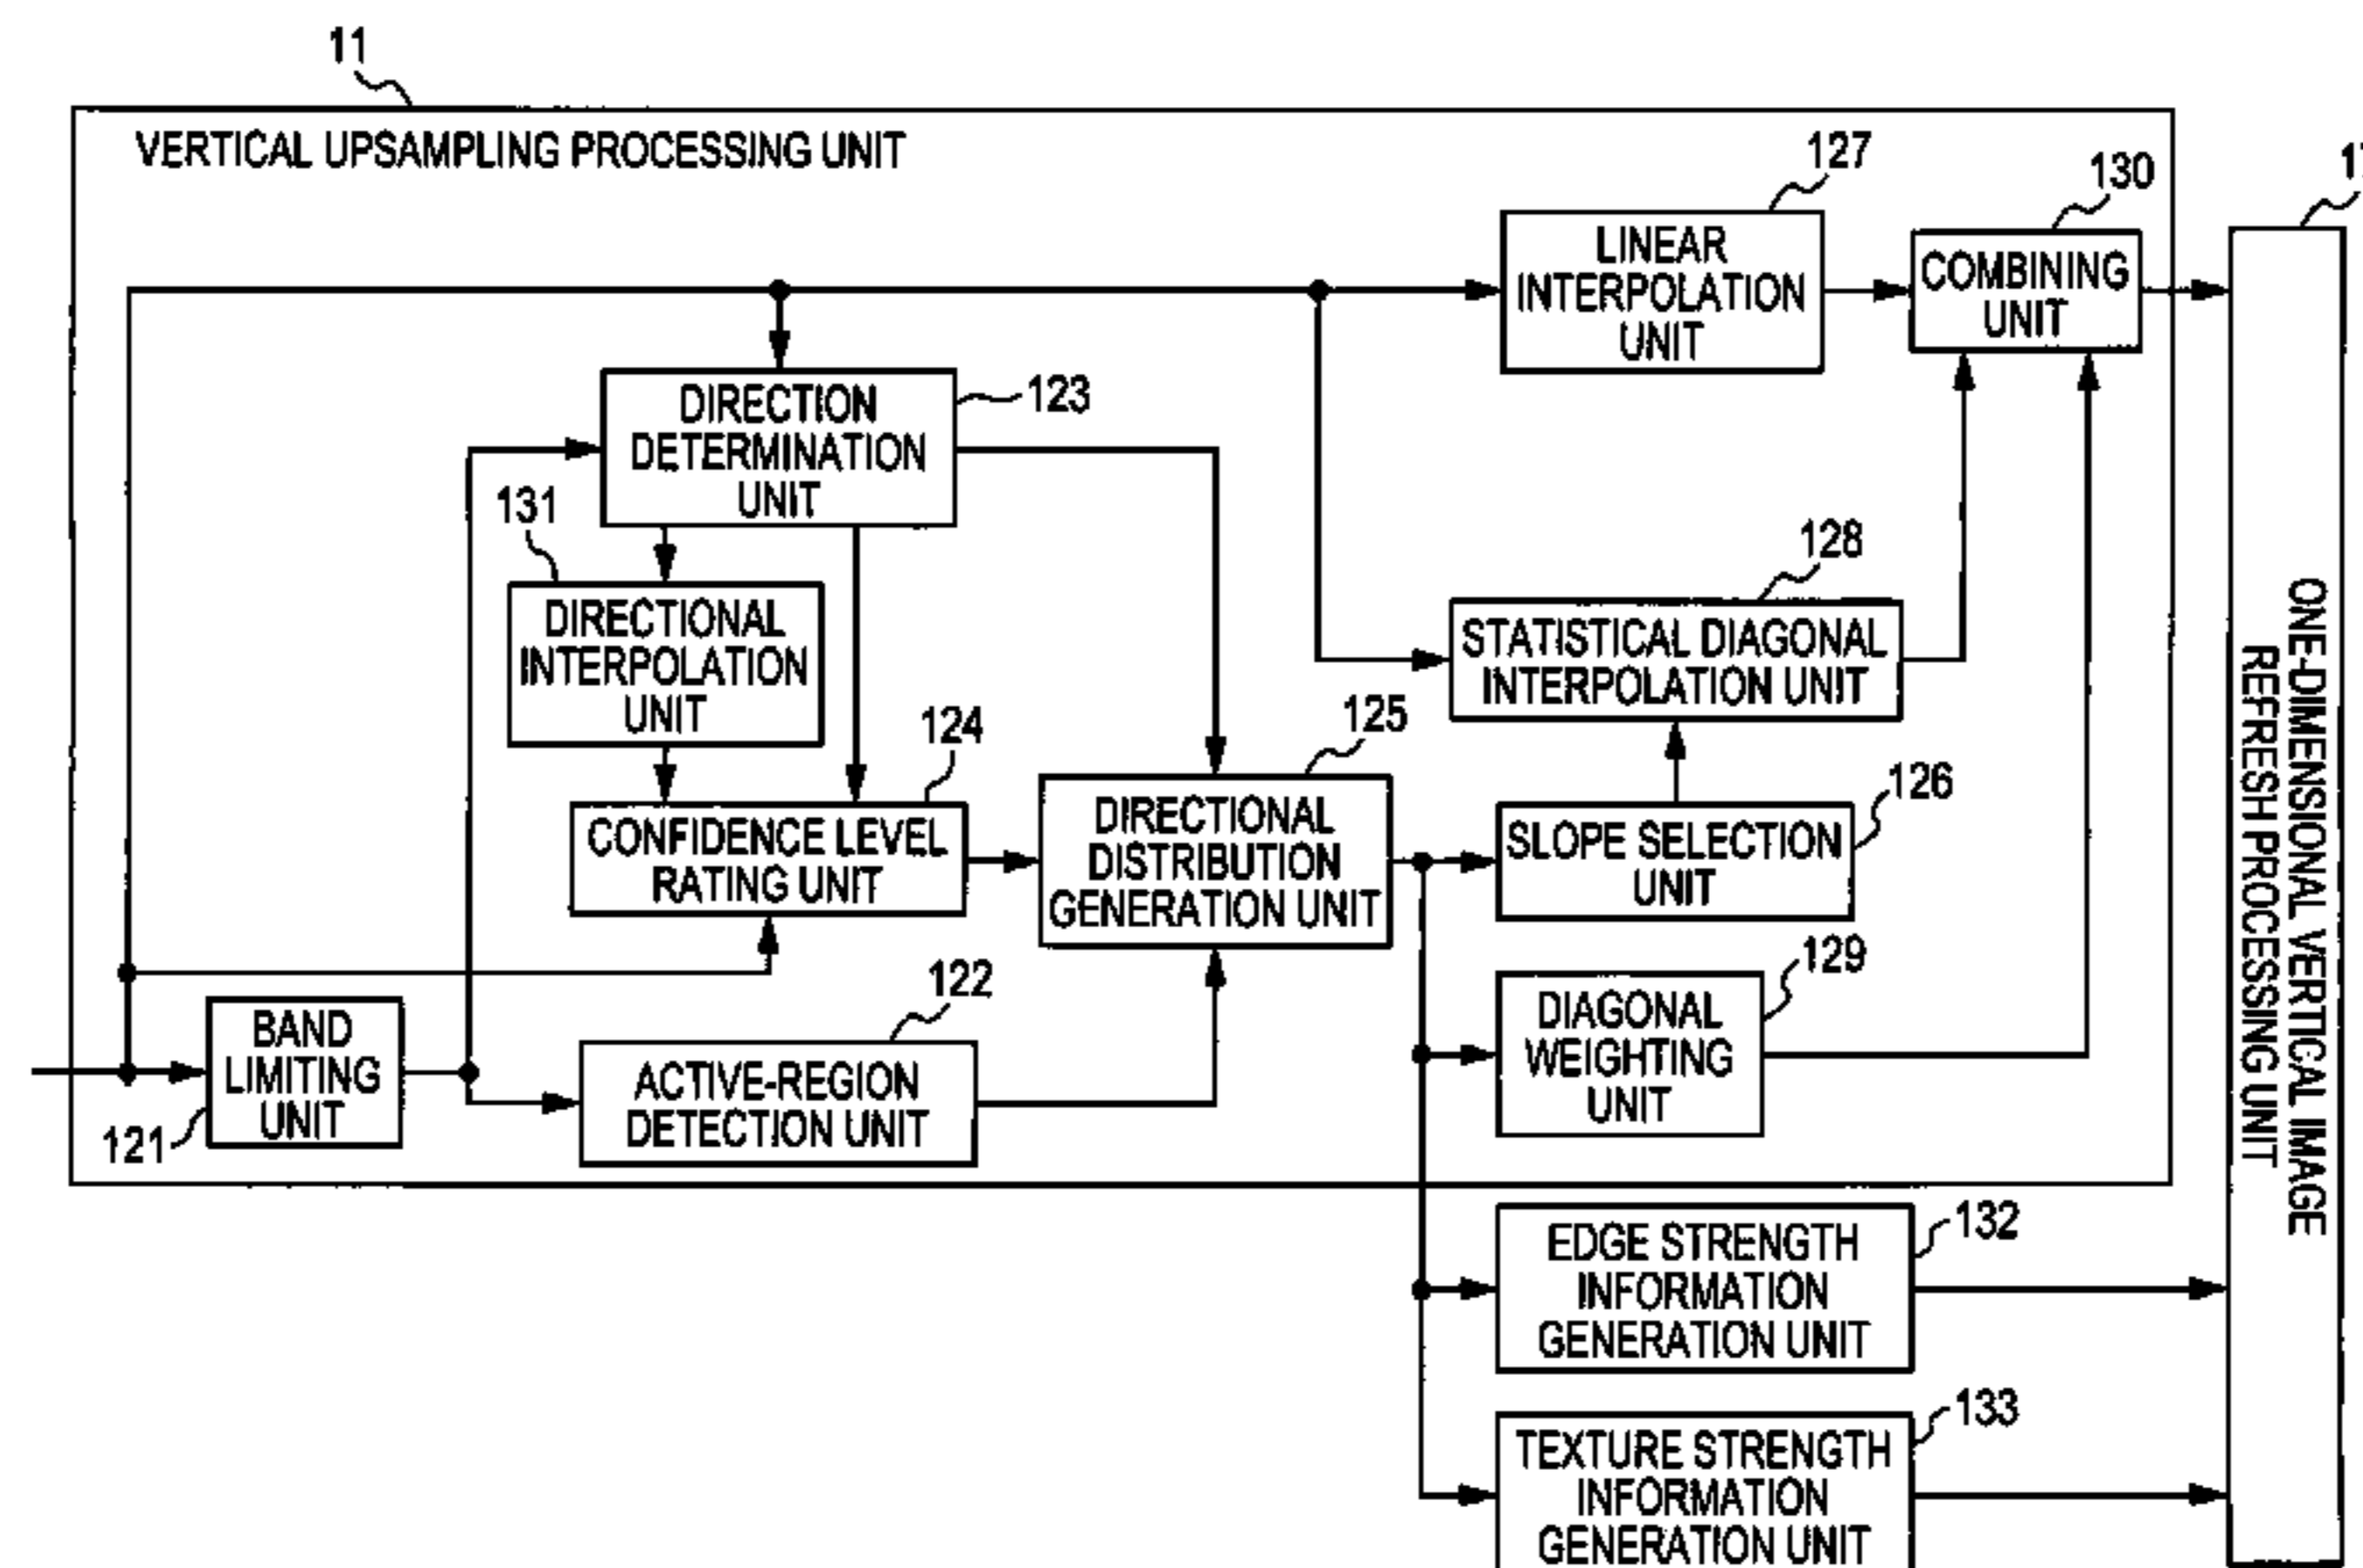 11
VERTICAL UPSAMPLING PROCESSING UNIT
127
130
LINEAR
INTERPOLATION
UNIT
COMBINING
UNIT
DIRECTION
DETERMINATION
UNIT
123
131
DIRECTIONAL
INTERPOLATION
UNIT
128
STATISTICAL DIAGONAL
INTERPOLATION UNIT
124
CONFIDENCE LEVEL
RATING UNIT
125
DIRECTIONAL
DISTRIBUTION
GENERATION UNIT
126
SLOPE SELECTION
UNIT
129
DIAGONAL
WEIGHTING
UNIT
BAND
LIMITING
UNIT
121
122
ACTIVE-REGION
DETECTION UNIT
132
EDGE STRENGTH
INFORMATION
GENERATION UNIT
133
TEXTURE STRENGTH
INFORMATION
GENERATION UNIT
ONE-DIMENSIONAL VERTICAL IMAGE
REFRESH PROCESSING UNIT